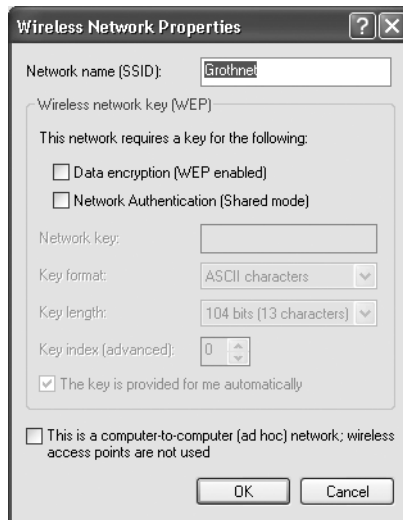 Wireless Network Properties
Network name (SSID): Grothnet
Wireless network key (WEP)
This network requires a key for the following:
Data encryption (WEP enabled)
Network Authentication (Shared mode)
Network key:
Key format: ASCII characters
Key length: 104 bits (13 characters)
Key index (advanced): 0
The key is provided for me automatically
This is a computer-to-computer (ad hoc) network; wireless
access points are not used
OK Cancel